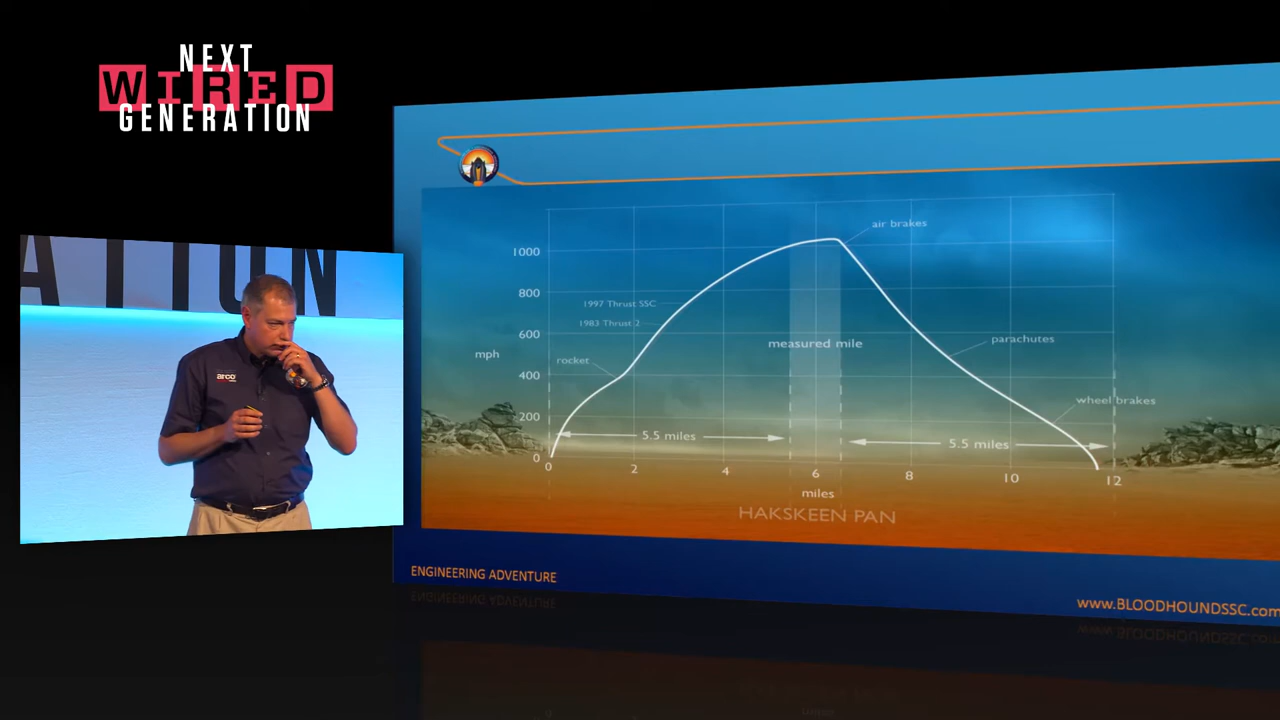 NEXT
WIRED
GENERATION
ATION
arco
air brakes
1000
800
1997 Thrust SSC
1983 Thrust 2
600
parachutes
measured mile
mph
rocket
400
wheel brakes
200
5.5 miles
5.5 miles
0
0
2
4
6
8
10
12
miles
HAKSKEEN PAN
ENGINEERING ADVENTURE
www.BLOODHOUNDSSC.com